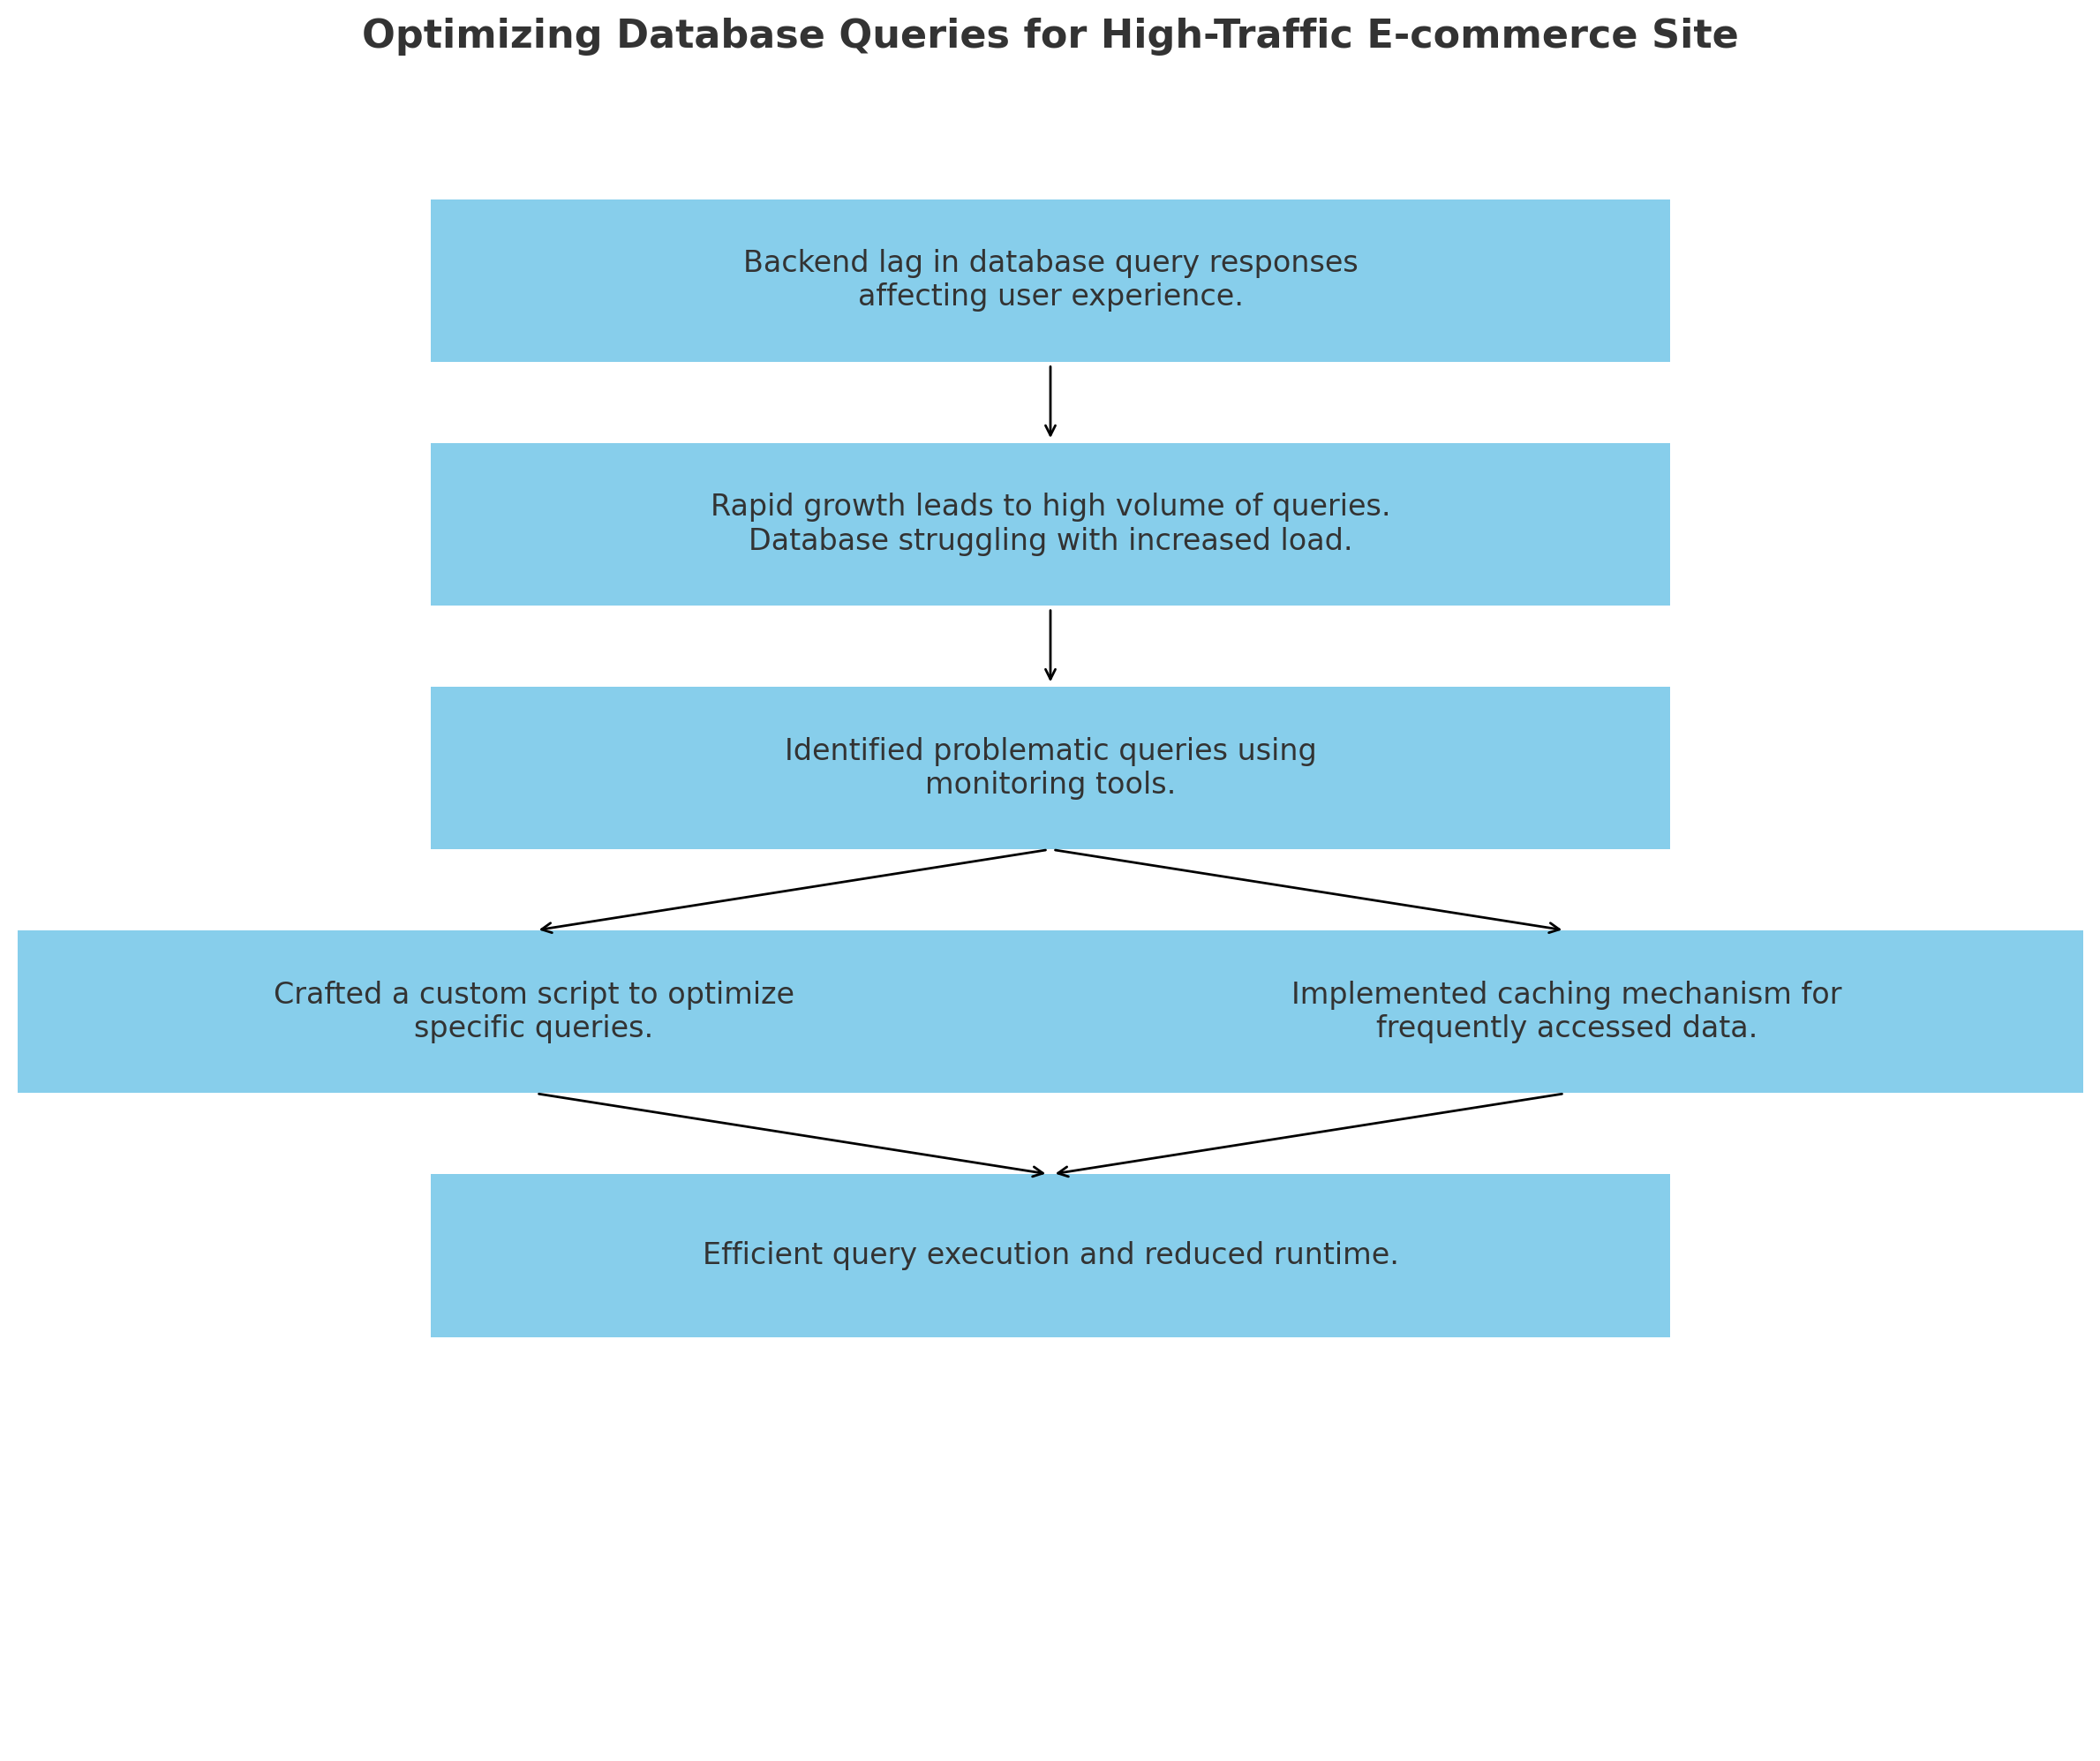 Optimizing Database Queries for High-Traffic E-commerce Site
Backend lag in database query responses
affecting user experience.
Rapid growth leads to high volume of queries.
Database struggling with increased load.
Identified problematic queries using
monitoring tools.
Crafted a custom script to optimize
specific queries.
Implemented caching mechanism for
frequently accessed data.
Efficient query execution and reduced runtime.